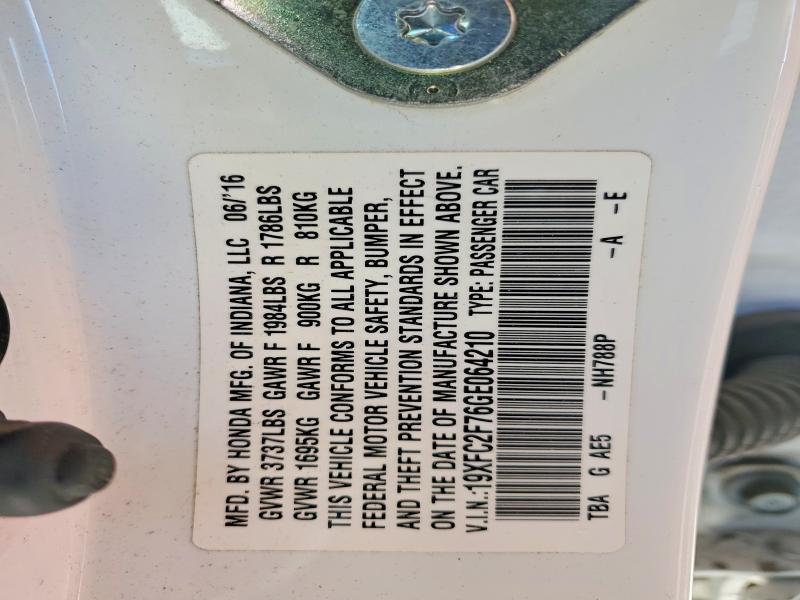 MFD. BY HONDA MFG. OF INDIANA, LLC 06/'16
GVWR 3737LBS GAWR F 1984LBS R 1786LBS
GVWR 1695KG GAWR F 900KG R 810KG
THIS VEHICLE CONFORMS TO ALL APPLICABLE
FEDERAL MOTOR VEHICLE SAFETY, BUMPER,
AND THEFT PREVENTION STANDARDS IN EFFECT
ON THE DATE OF MANUFACTURE SHOWN ABOVE.
V.I.N.:19XFC2F76GE064210 TYPE: PASSENGER CAR
TBA G AE5 -NH788P -A -E